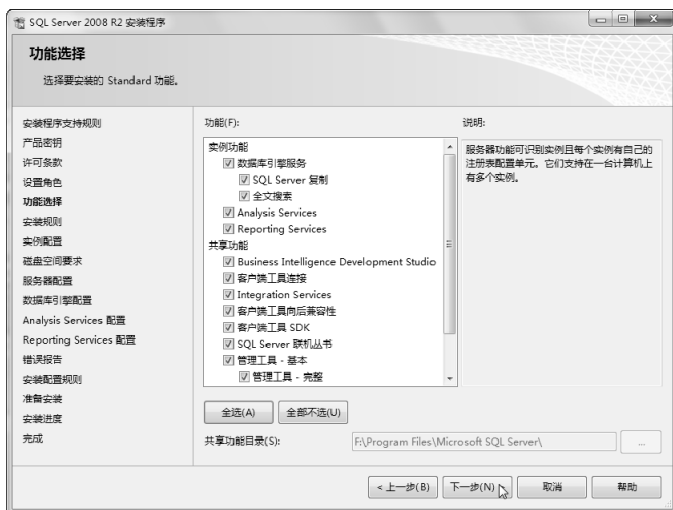 SQL Server 2008 R2 安装程序
功能选择
选择要安装的 Standard 功能。
安装程序支持规则
产品密钥
许可条款
设置角色
功能选择
安装规则
实例配置
磁盘空间要求
服务器配置
数据库引擎配置
Analysis Services 配置
Reporting Services 配置
错误报告
安装配置规则
准备安装
安装进度
完成
功能(F):
实例功能
数据库引擎服务
SQL Server 复制
全文搜索
Analysis Services
Reporting Services
共享功能
Business Intelligence Development Studio
客户端工具连接
Integration Services
客户端工具向后兼容性
客户端工具 SDK
SQL Server 联机丛书
管理工具 - 基本
管理工具 - 完整
说明:
服务器功能可识别实例且每个实例有自己的
注册表配置单元。它们支持在一台计算机上
有多个实例。
全选(A)
全部不选(U)
共享功能目录(S):
F:\Program Files\Microsoft SQL Server\
...
< 上一步(B)
下一步(N) >
取消
帮助